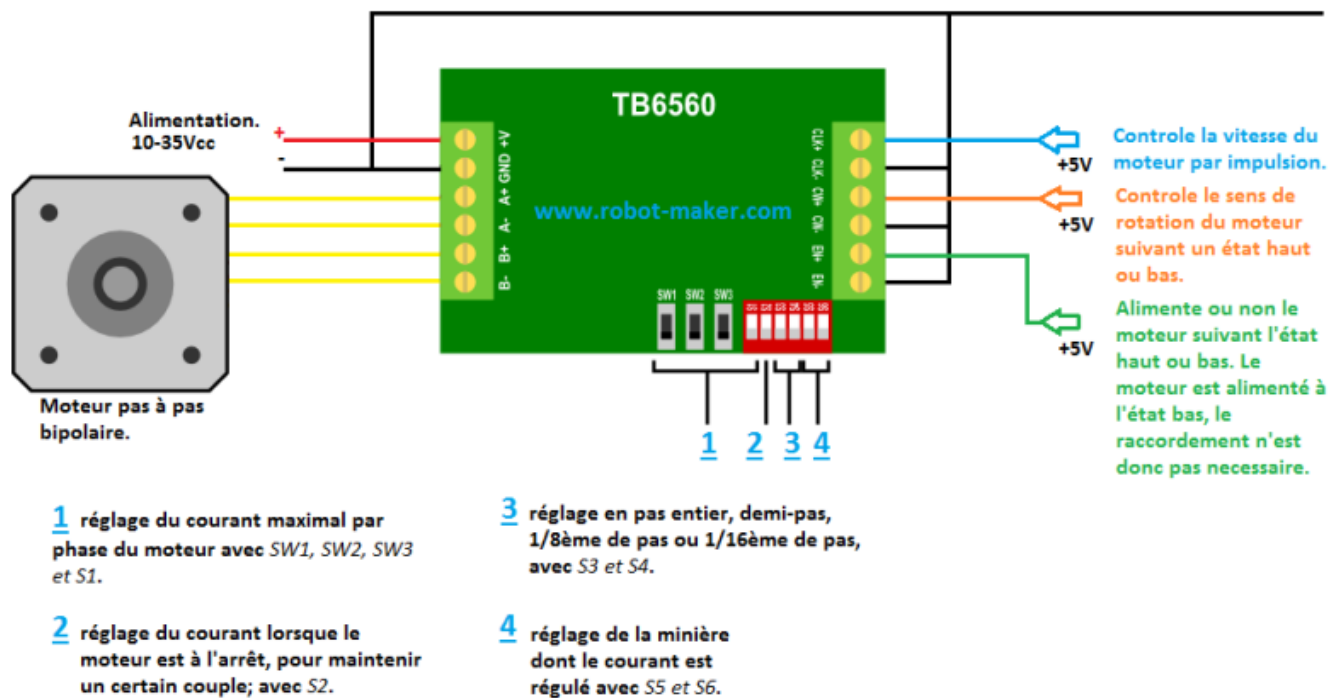 TB6560
Alimentation.
10-35Vcc
+
-
+V
GND
A+
A-
B+
B-
www.robot-maker.com
CLK+
CLK-
CW+
CW-
EN+
EN-
SW1 SW2 SW3
S1 S2 S3
+5V
Controle la vitesse du
moteur par impulsion.
+5V
Controle le sens de
rotation du moteur
suivant un état haut
ou bas.
+5V
Alimente ou non le
moteur suivant l'état
haut ou bas. Le
moteur est alimenté à
l'état bas, le
raccordement n'est
donc pas necessaire.
Moteur pas à pas
bipolaire.
1 2 3 4
1 réglage du courant maximal par
phase du moteur avec SW1, SW2, SW3
et S1.
2 réglage du courant lorsque le
moteur est à l'arrêt, pour maintenir
un certain couple; avec S2.
3 réglage en pas entier, demi-pas,
1/8ème de pas ou 1/16ème de pas,
avec S3 et S4.
4 réglage de la minière
dont le courant est
régulé avec S5 et S6.